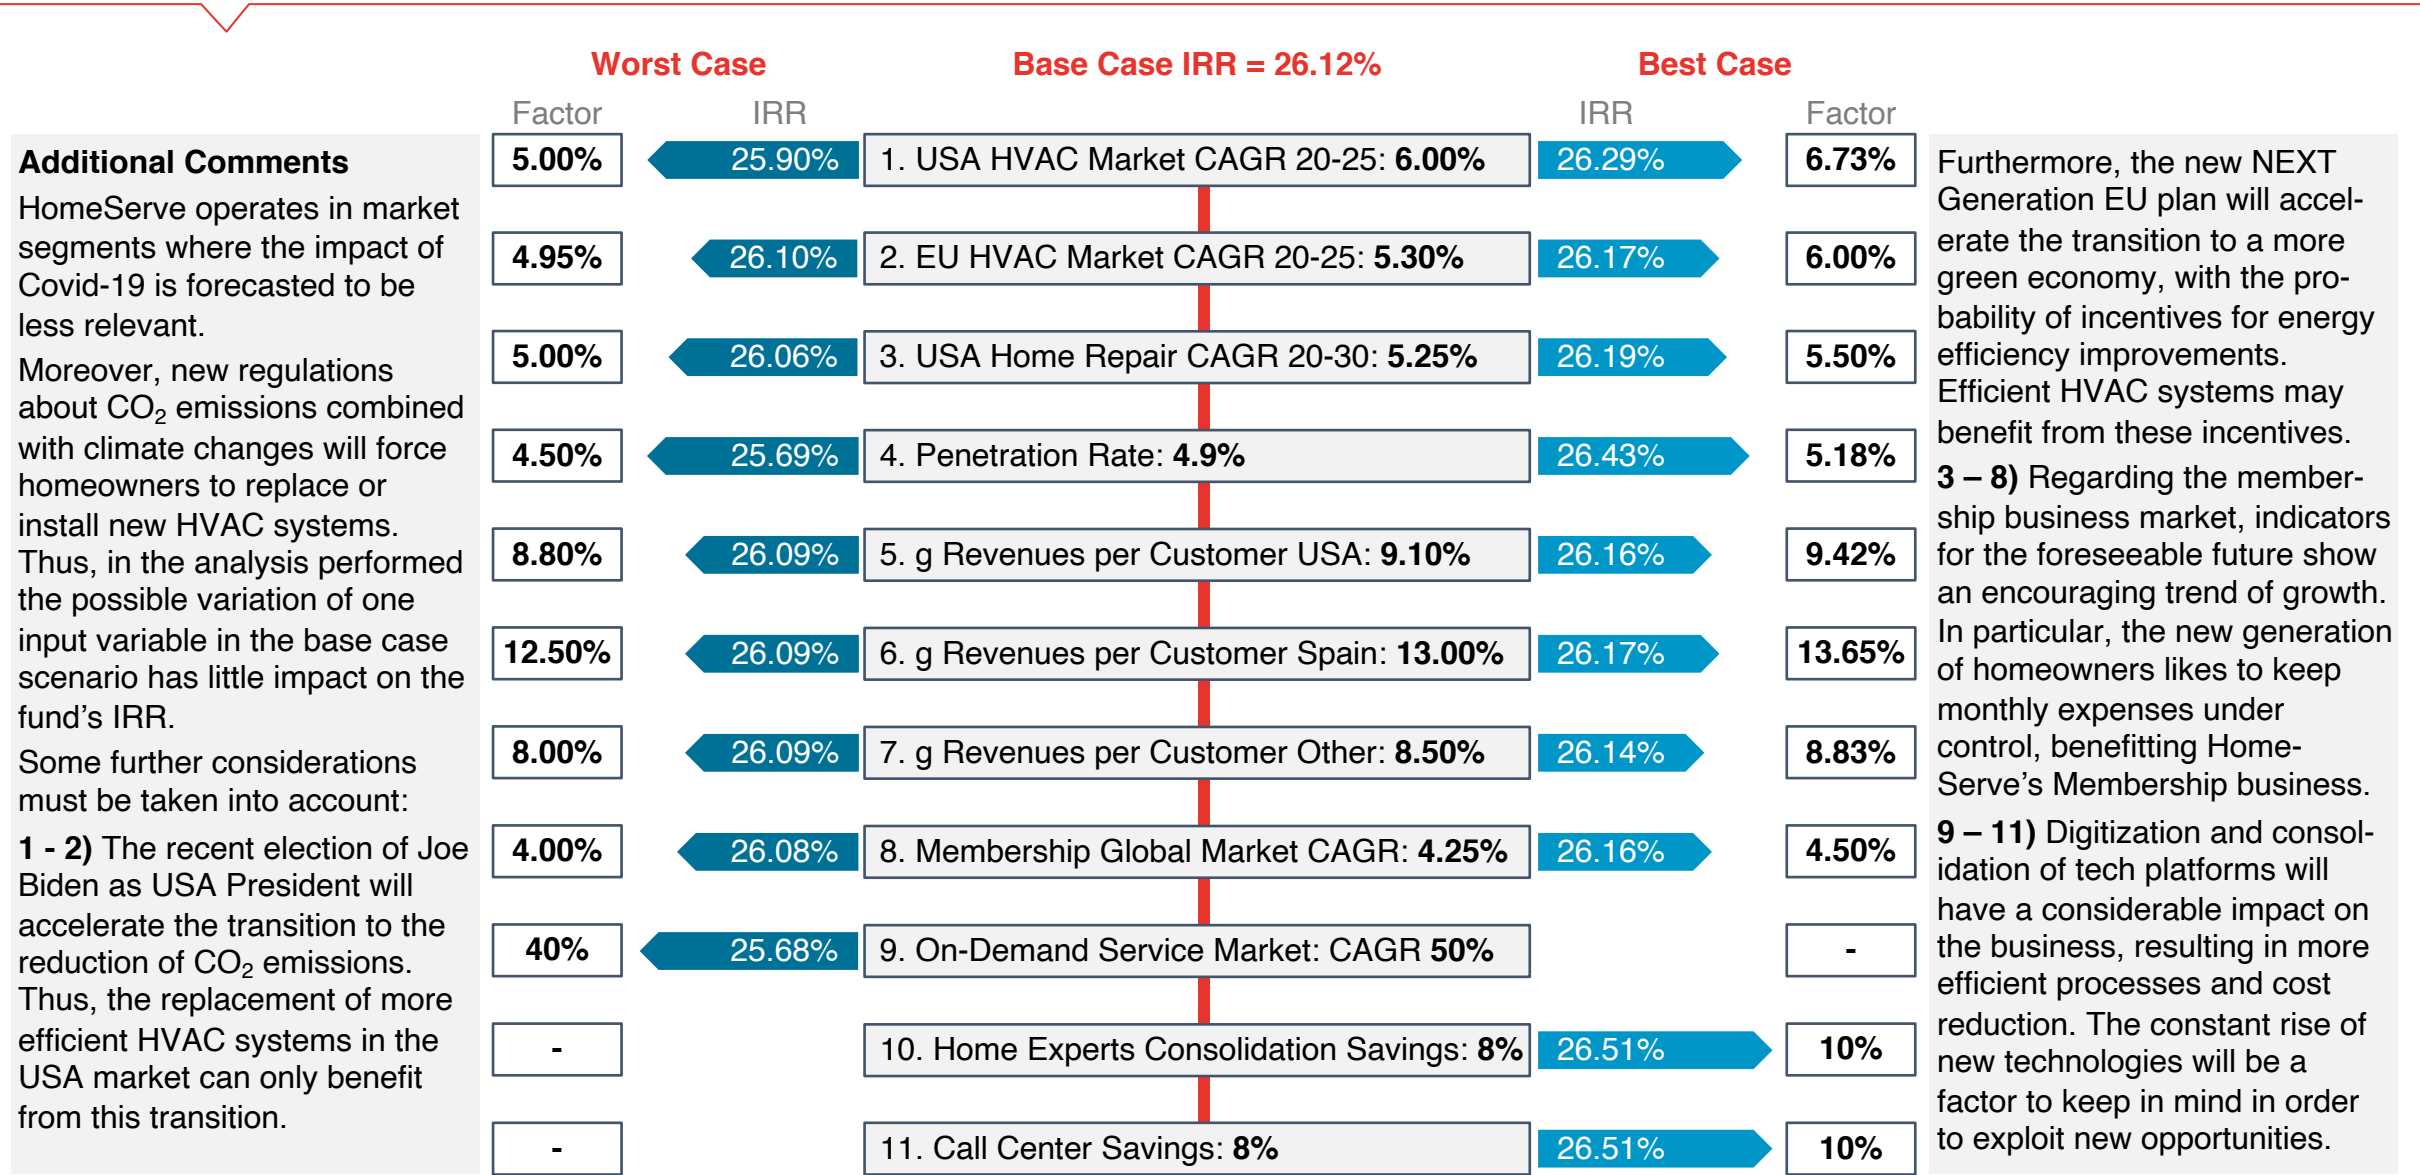 Worst Case
Base Case IRR = 26.12%
Best Case
Factor
IRR
IRR
Factor
Additional Comments
HomeServe operates in market
segments where the impact of
Covid-19 is forecasted to be
less relevant.
Moreover, new regulations
about CO₂ emissions combined
with climate changes will force
homeowners to replace or
install new HVAC systems.
Thus, in the analysis performed
the possible variation of one
input variable in the base case
scenario has little impact on the
fund’s IRR.
Some further considerations
must be taken into account:
1 - 2) The recent election of Joe
Biden as USA President will
accelerate the transition to the
reduction of CO₂ emissions.
Thus, the replacement of more
efficient HVAC systems in the
USA market can only benefit
from this transition.
5.00% 25.90% 1. USA HVAC Market CAGR 20-25: 6.00% 26.29% 6.73%
4.95% 26.10% 2. EU HVAC Market CAGR 20-25: 5.30% 26.17% 6.00%
5.00% 26.06% 3. USA Home Repair CAGR 20-30: 5.25% 26.19% 5.50%
4.50% 25.69% 4. Penetration Rate: 4.9% 26.43% 5.18%
8.80% 26.09% 5. g Revenues per Customer USA: 9.10% 26.16% 9.42%
12.50% 26.09% 6. g Revenues per Customer Spain: 13.00% 26.17% 13.65%
8.00% 26.09% 7. g Revenues per Customer Other: 8.50% 26.14% 8.83%
4.00% 26.08% 8. Membership Global Market CAGR: 4.25% 26.16% 4.50%
40% 25.68% 9. On-Demand Service Market: CAGR 50% -
- 10. Home Experts Consolidation Savings: 8% 26.51% 10%
- 11. Call Center Savings: 8% 26.51% 10%
Furthermore, the new NEXT
Generation EU plan will accel-
erate the transition to a more
green economy, with the pro-
bability of incentives for energy
efficiency improvements.
Efficient HVAC systems may
benefit from these incentives.
3 – 8) Regarding the member-
ship business market, indicators
for the foreseeable future show
an encouraging trend of growth.
In particular, the new generation
of homeowners likes to keep
monthly expenses under
control, benefitting Home-
Serve’s Membership business.
9 – 11) Digitization and consol-
idation of tech platforms will
have a considerable impact on
the business, resulting in more
efficient processes and cost
reduction. The constant rise of
new technologies will be a
factor to keep in mind in order
to exploit new opportunities.